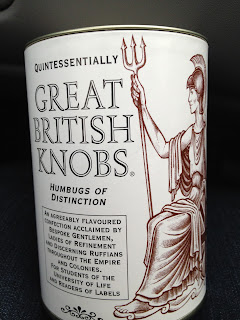 QUINTESSENTIALLY
GREAT
BRITISH
KNOBS®
HUMBUGS OF
DISTINCTION
AN AGREEABLY FLAVOURED
CONFECTION ACCLAIMED BY
BESPOKE GENTLEMEN,
LADIES OF REFINEMENT
AND DISCERNING RUFFIANS
THROUGHOUT THE EMPIRE
AND COLONIES.
FOR STUDENTS OF THE
UNIVERSITY OF LIFE
AND READERS OF LABELS